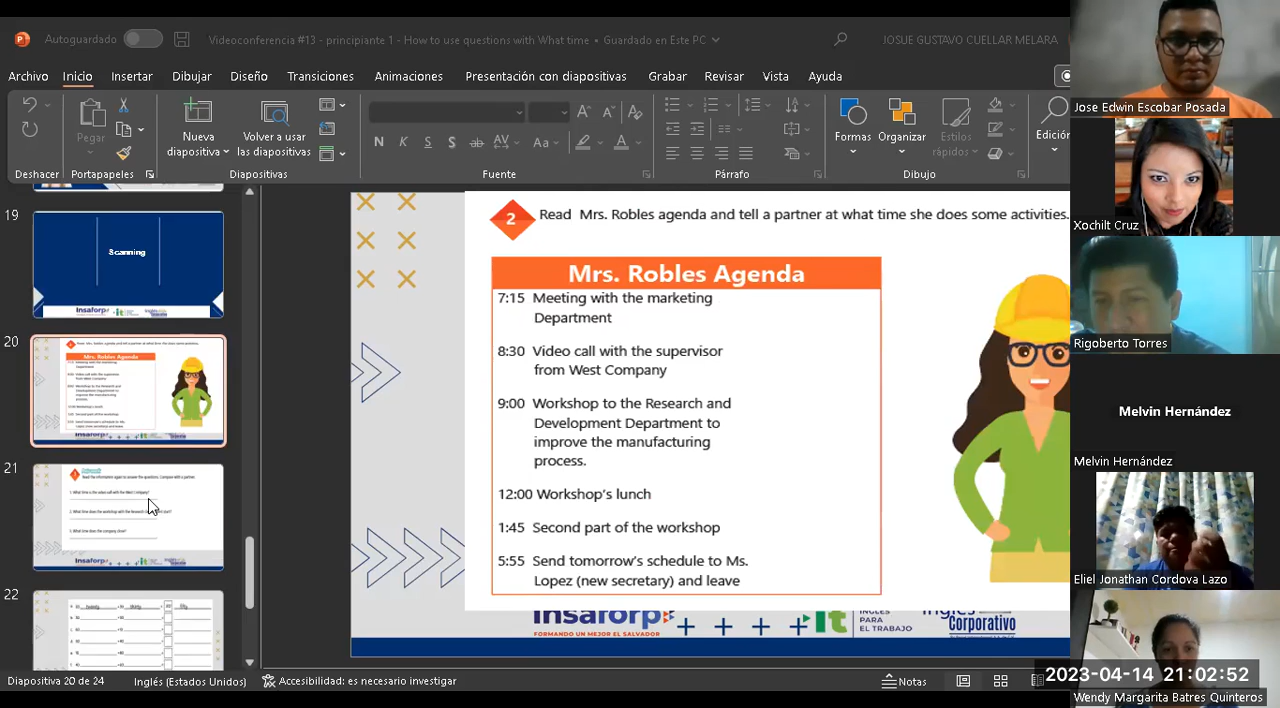 Autoguardado
Videoconferencia #13 - principiante 1 - How to use questions with What time • Guardado en Este PC
JOSUE GUSTAVO CUELLAR MELARA
Archivo Inicio Insertar Dibujar Diseño Transiciones Animaciones Presentación con diapositivas Grabar Revisar Vista Ayuda
Pegar
Nueva
diapositiva
Volver a usar
las diapositivas
N K S S ab AV Aa A
Formas
Organizar
Estilos
rápidos
Edición
Deshacer Portapapeles Diapositivas Fuente Párrafo Dibujo
19
Scanning
20
21
22
2 Read Mrs. Robles agenda and tell a partner at what time she does some activities.
Mrs. Robles Agenda
7:15 Meeting with the marketing
Department
8:30 Video call with the supervisor
from West Company
9:00 Workshop to the Research and
Development Department to
improve the manufacturing
process.
12:00 Workshop's lunch
1:45 Second part of the workshop
5:55 Send tomorrow's schedule to Ms.
Lopez (new secretary) and leave
Insaforp
FORMANDO UN MEJOR EL SALVADOR
it
INGLÉS
PARA
EL TRABAJO
Inglés
Corporativo
Diapositiva 20 de 24
Inglés (Estados Unidos)
Accesibilidad: es necesario investigar
Notas
Jose Edwin Escobar Posada
Xochilt Cruz
Rigoberto Torres
Melvin Hernández
Melvin Hernández
Eliel Jonathan Cordova Lazo
2023-04-14 21:02:52
Wendy Margarita Batres Quinteros